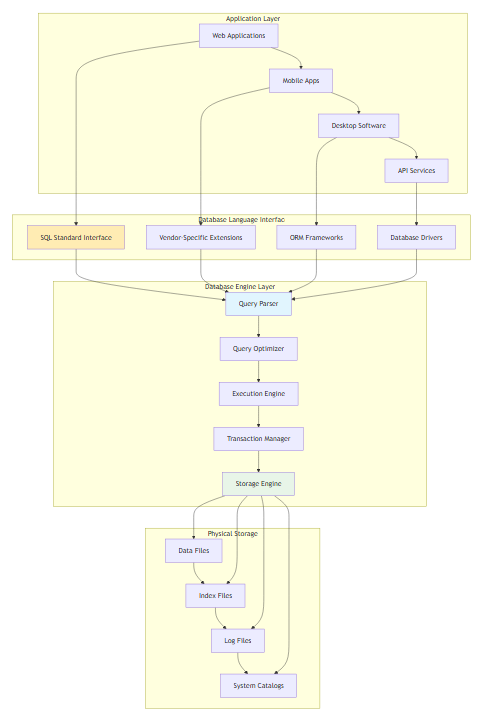 Application Layer
Web Applications
Mobile Apps
Desktop Software
API Services
Database Language Interfac
SQL Standard Interface
Vendor-Specific Extensions
ORM Frameworks
Database Drivers
Database Engine Layer
Query Parser
Query Optimizer
Execution Engine
Transaction Manager
Storage Engine
Physical Storage
Data Files
Index Files
Log Files
System Catalogs